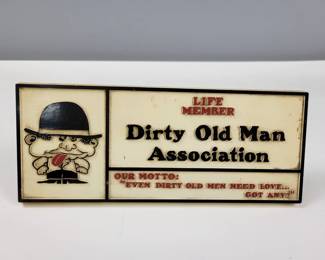 LIFE
MEMBER
Dirty Old Man
Association
OUR MOTTO:
"EVEN DIRTY OLD MEN NEED LOVE...
GOT ANY?"